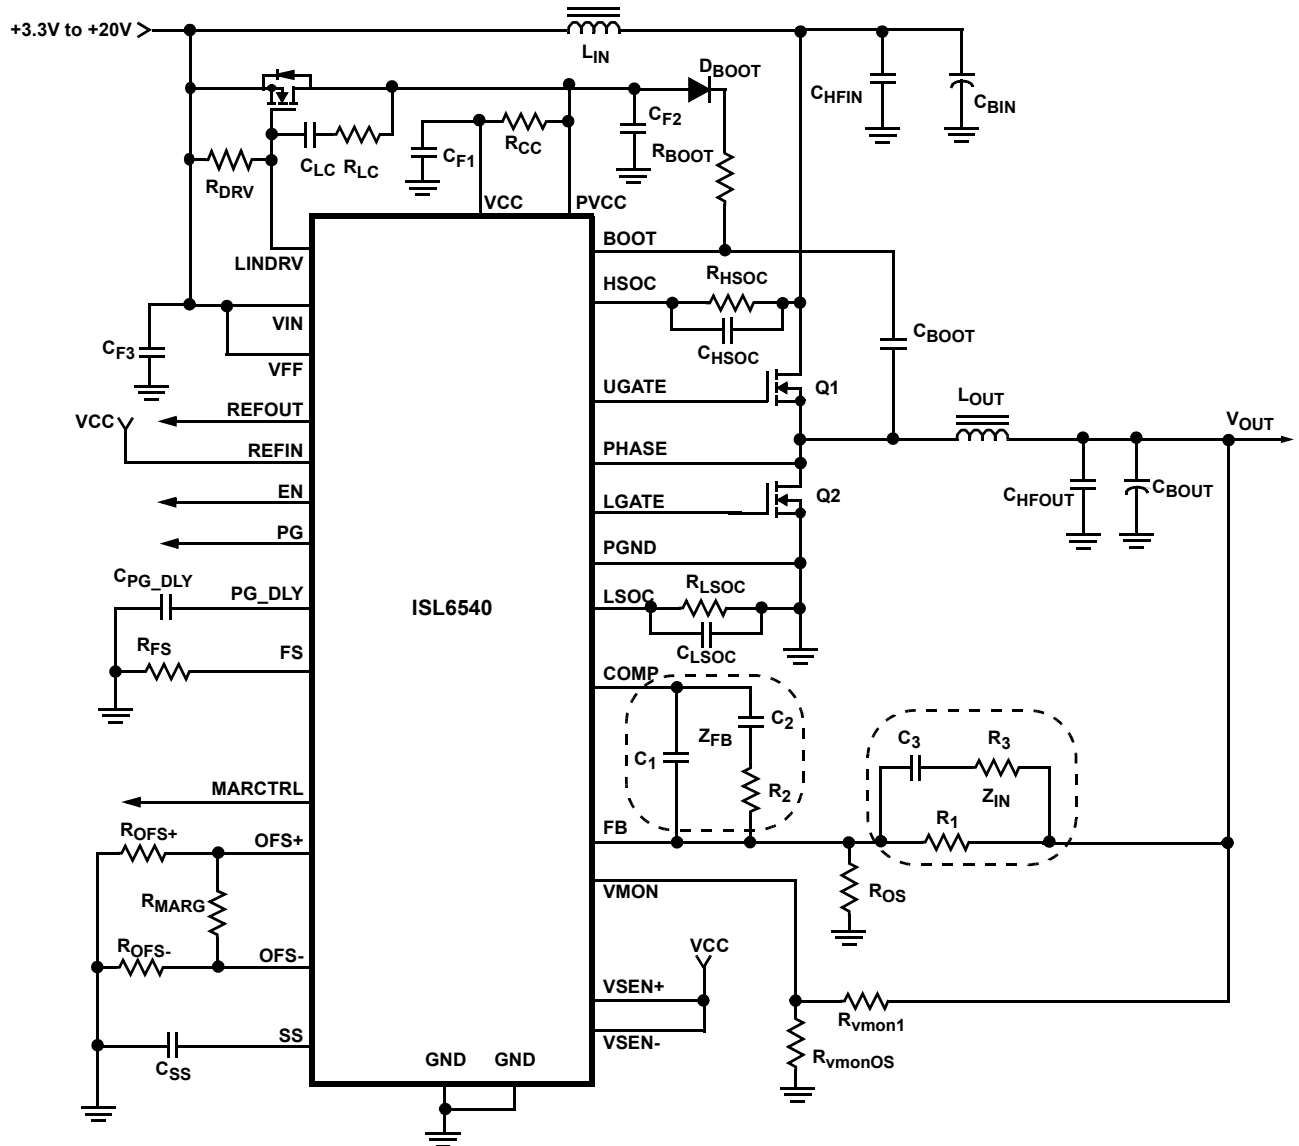 +3.3V to +20V
LIN
DBOOT
CHFIN
CBIN
CF2
RBOOT
CLC
RLC
CF1
RCC
RDRV
VCC
PVCC
BOOT
LINDRV
HSOC
RHSOC
CHSOC
CBOOT
VIN
CF3
VFF
UGATE
Q1
LOUT
VOUT
VCC
REFOUT
REFIN
PHASE
EN
LGATE
Q2
CHFOUT
CBOUT
PG
PGND
CPG_DLY
PG_DLY
ISL6540
LSOC
RLSOC
CLSOC
RFS
FS
COMP
C2
ZFB
C1
R2
C3
R3
ZIN
R1
MARCTRL
FB
ROFS+
OFS+
RMARG
VMON
ROS
ROFS-
OFS-
VCC
VSEN+
VSEN-
Rvmon1
RvmonOS
SS
CSS
GND
GND